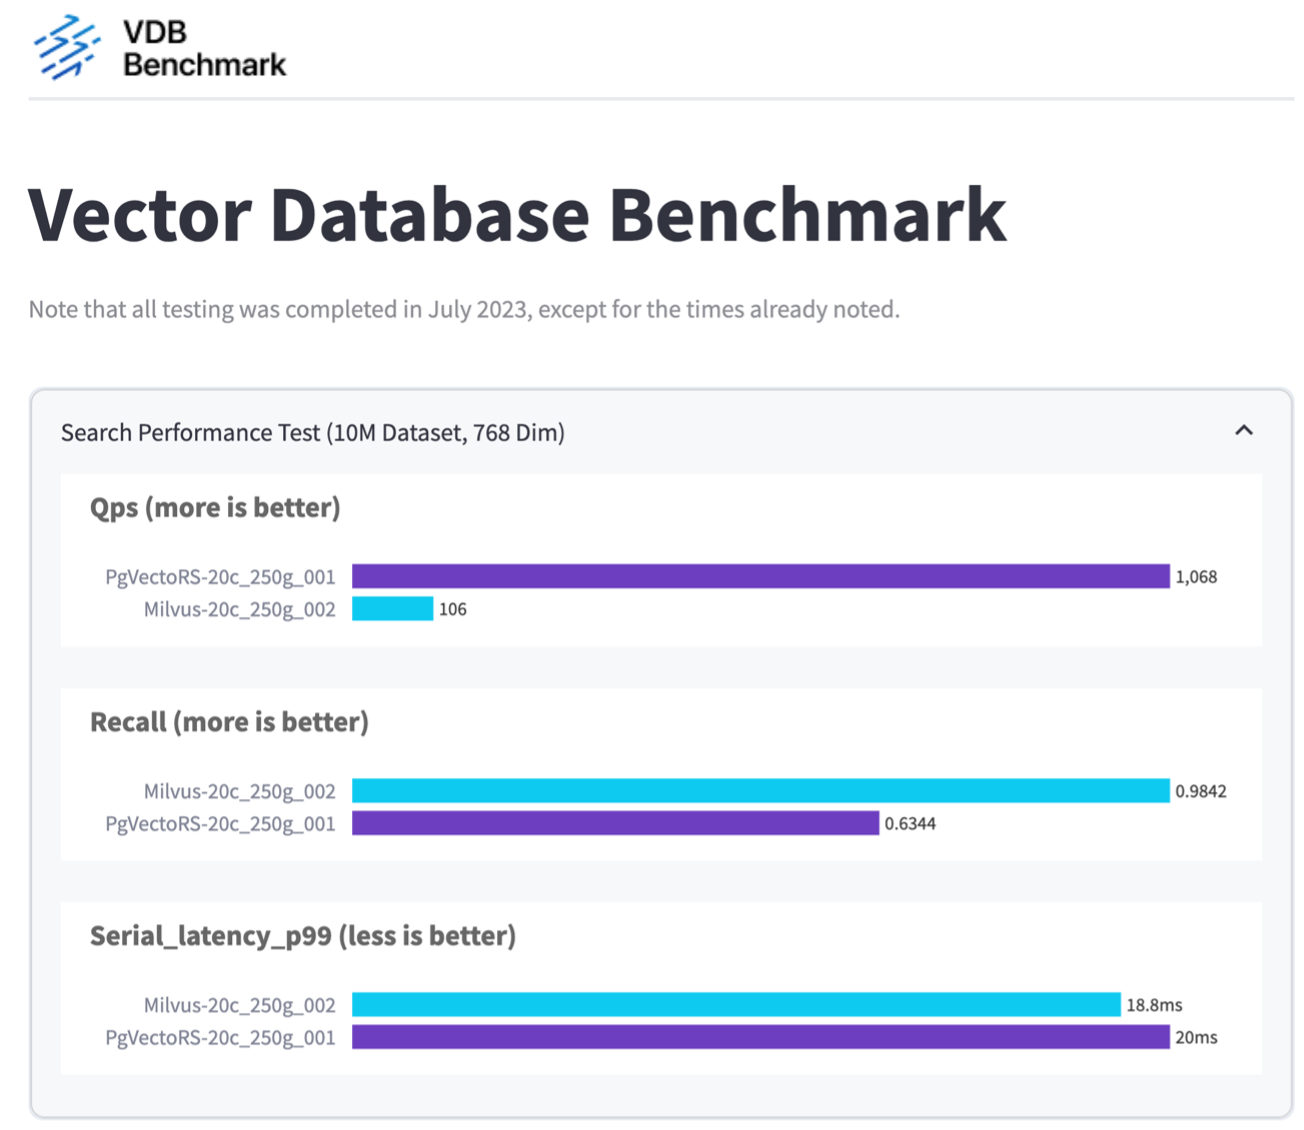 VDB
Benchmark
Vector Database Benchmark
Note that all testing was completed in July 2023, except for the times already noted.
Search Performance Test (10M Dataset, 768 Dim)
Qps (more is better)
PgVectoRS-20c_250g_001 1,068
Milvus-20c_250g_002 106
Recall (more is better)
Milvus-20c_250g_002 0.9842
PgVectoRS-20c_250g_001 0.6344
Serial_latency_p99 (less is better)
Milvus-20c_250g_002 18.8ms
PgVectoRS-20c_250g_001 20ms